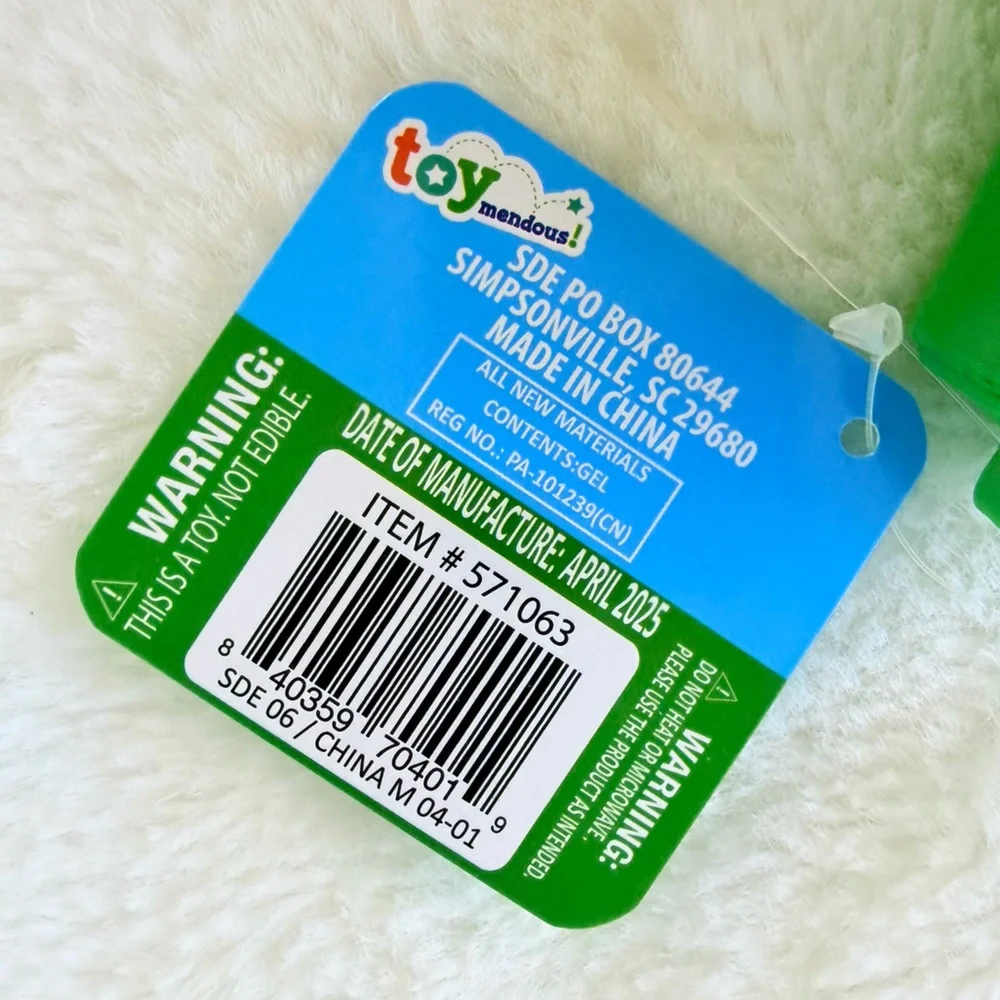 toy
mendous!
SDE PO BOX 80644
SIMPSONVILLE, SC 29680
MADE IN CHINA
ALL NEW MATERIALS
CONTENTS:GEL
REG NO.: PA-101239(CN)
DATE OF MANUFACTURE: APRIL 2025
WARNING:
THIS IS A TOY. NOT EDIBLE.
ITEM # 571063
8 40359 70401 9
SDE 06 / CHINA M 04-01
WARNING:
DO NOT HEAT OR MICROWAVE.
PLEASE USE THE PRODUCT AS INTENDED.